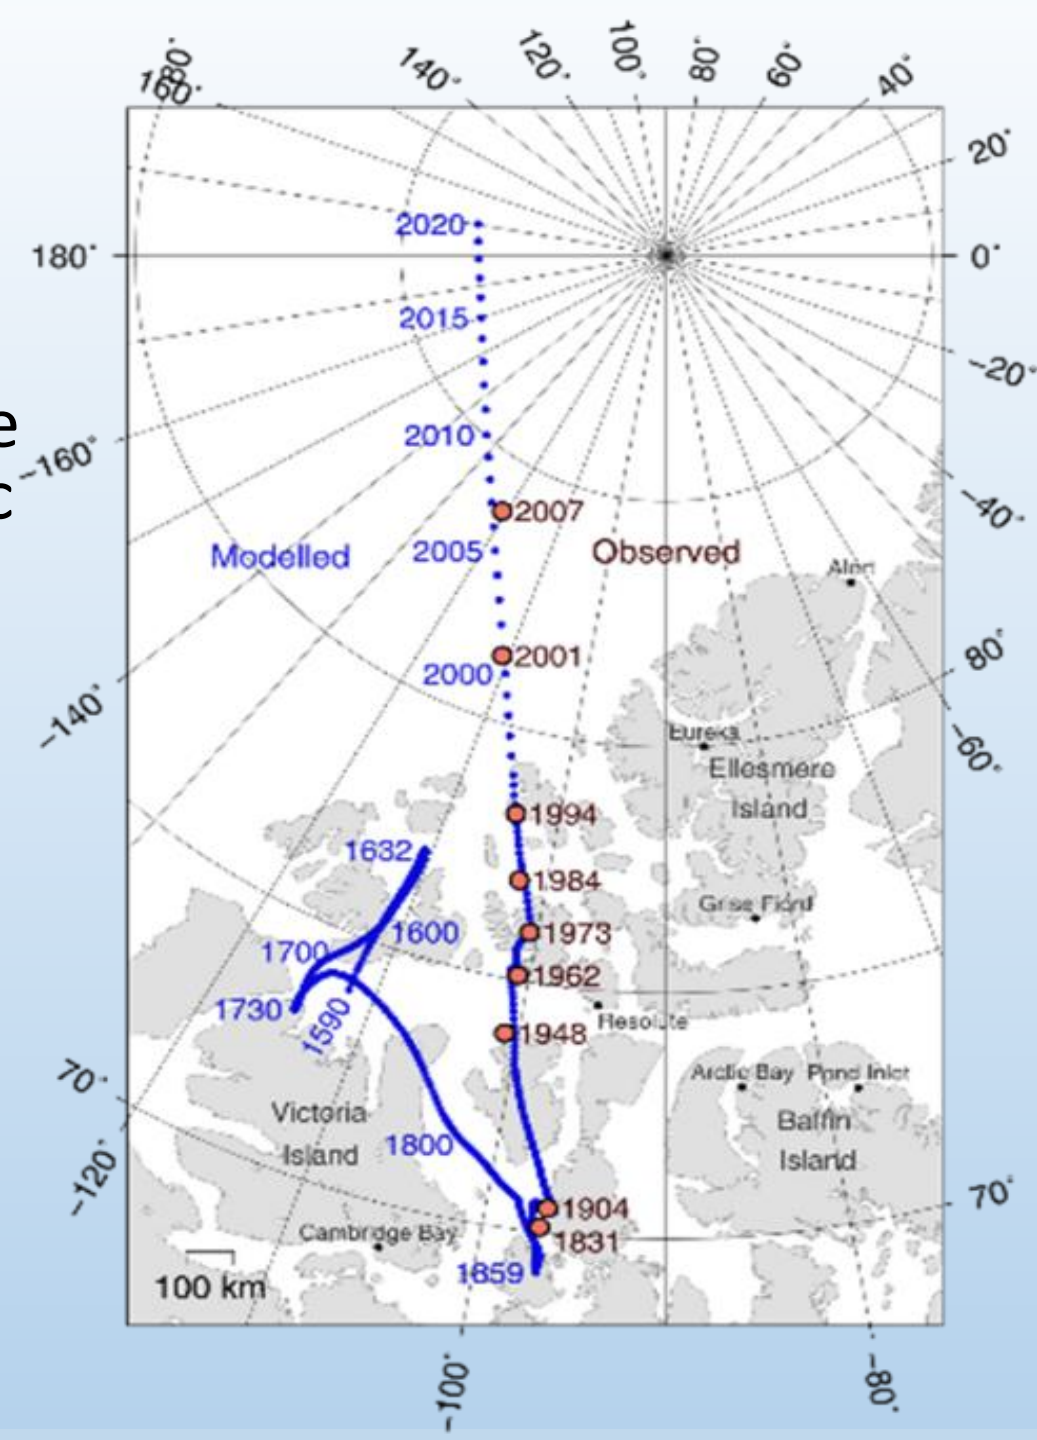 180°
160°
140°
120°
100°
80°
60°
40°
20°
180°
0°
2020
2015
-20°
e
2010
-160°
c
2007
-40°
Modelled
2005
Observed
Alert
2001
2000
80°
-140°
Eureka
-60°
Ellesmere
Island
1994
1632
1984
Grise Fiord
1600
1973
1700
1962
1730
1590
Resolute
1948
70°
Arctic Bay
Pond Inlet
Victoria
Island
Baffin
Island
1800
-120°
70°
1904
Cambridge Bay
1831
1859
100 km
-100°
-80°